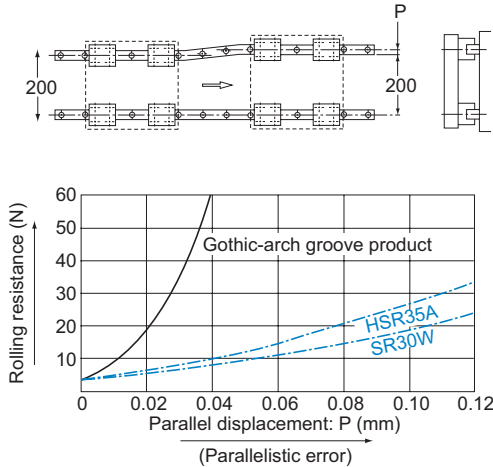 P
200
200
60
50
40
30
20
10
Rolling resistance (N)
Gothic-arch groove product
HSR35A
SR30W
0 0.02 0.04 0.06 0.08 0.10 0.12
Parallel displacement: P (mm)
(Parallelistic error)